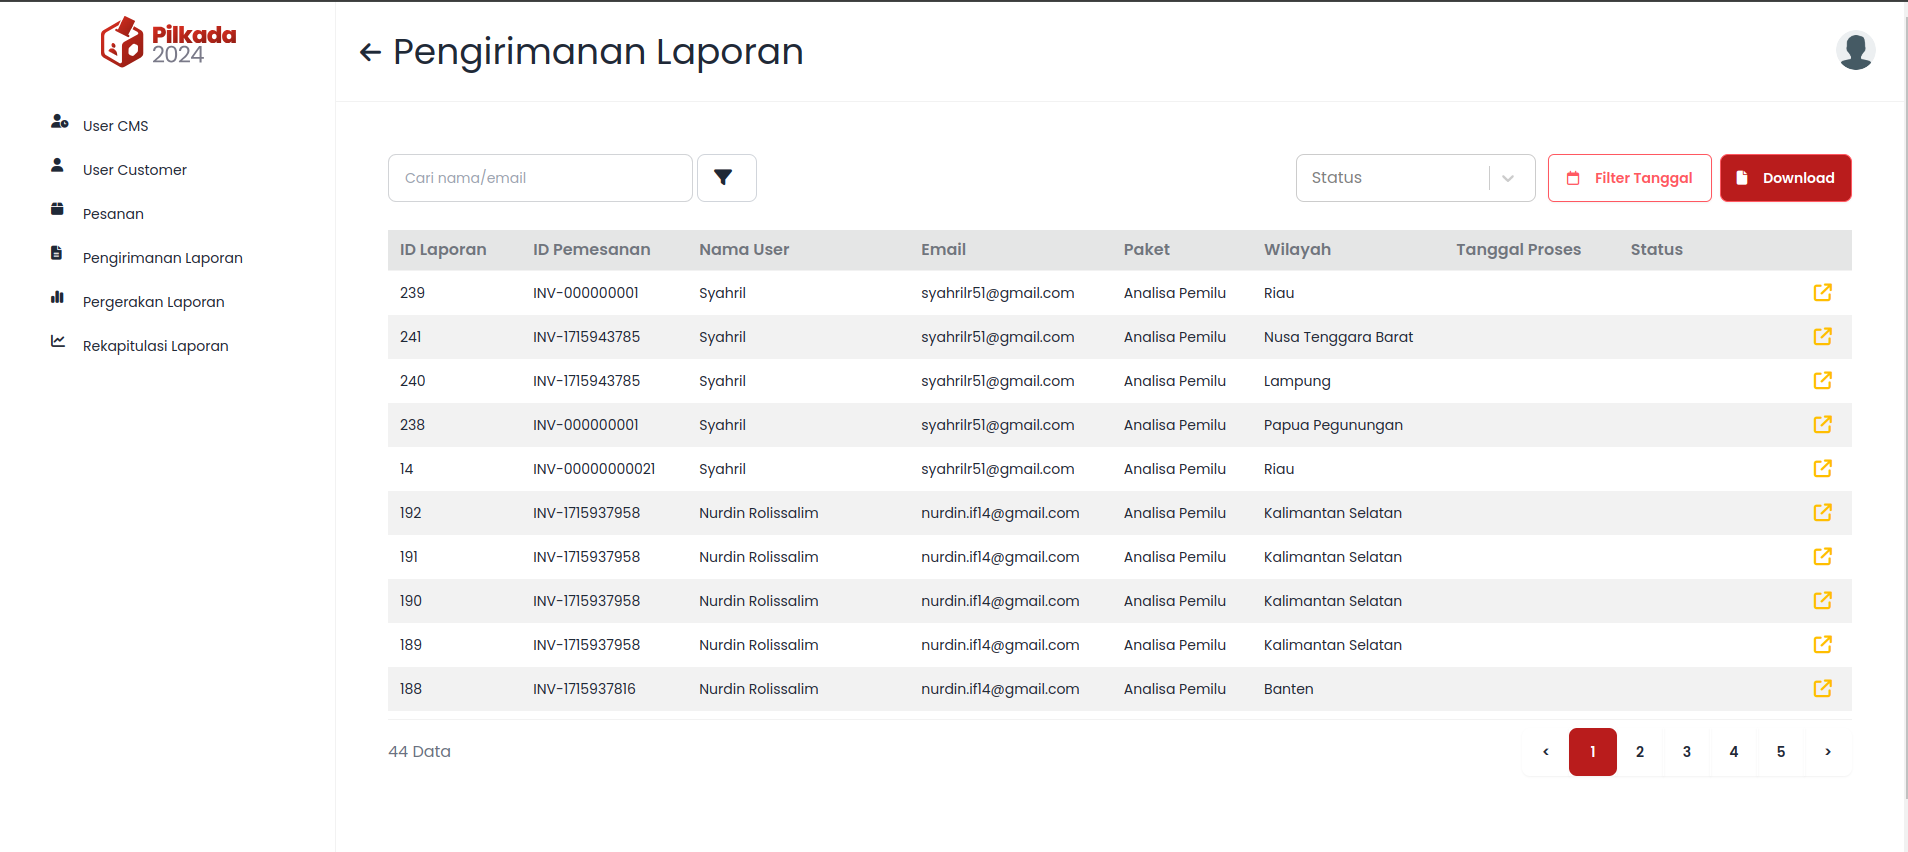 Pilkada
2024
Pengirimanan Laporan
User CMS
User Customer
Pesanan
Pengirimanan Laporan
Pergerakan Laporan
Rekapitulasi Laporan
Cari nama/email
Status
Filter Tanggal
Download
ID Laporan ID Pemesanan Nama User Email Paket Wilayah Tanggal Proses Status
239 INV-000000001 Syahril syahrilr51@gmail.com Analisa Pemilu Riau
241 INV-1715943785 Syahril syahrilr51@gmail.com Analisa Pemilu Nusa Tenggara Barat
240 INV-1715943785 Syahril syahrilr51@gmail.com Analisa Pemilu Lampung
238 INV-000000001 Syahril syahrilr51@gmail.com Analisa Pemilu Papua Pegunungan
14 INV-00000000021 Syahril syahrilr51@gmail.com Analisa Pemilu Riau
192 INV-1715937958 Nurdin Rolissalim nurdin.if14@gmail.com Analisa Pemilu Kalimantan Selatan
191 INV-1715937958 Nurdin Rolissalim nurdin.if14@gmail.com Analisa Pemilu Kalimantan Selatan
190 INV-1715937958 Nurdin Rolissalim nurdin.if14@gmail.com Analisa Pemilu Kalimantan Selatan
189 INV-1715937958 Nurdin Rolissalim nurdin.if14@gmail.com Analisa Pemilu Kalimantan Selatan
188 INV-1715937816 Nurdin Rolissalim nurdin.if14@gmail.com Analisa Pemilu Banten
44 Data
< 1 2 3 4 5 >